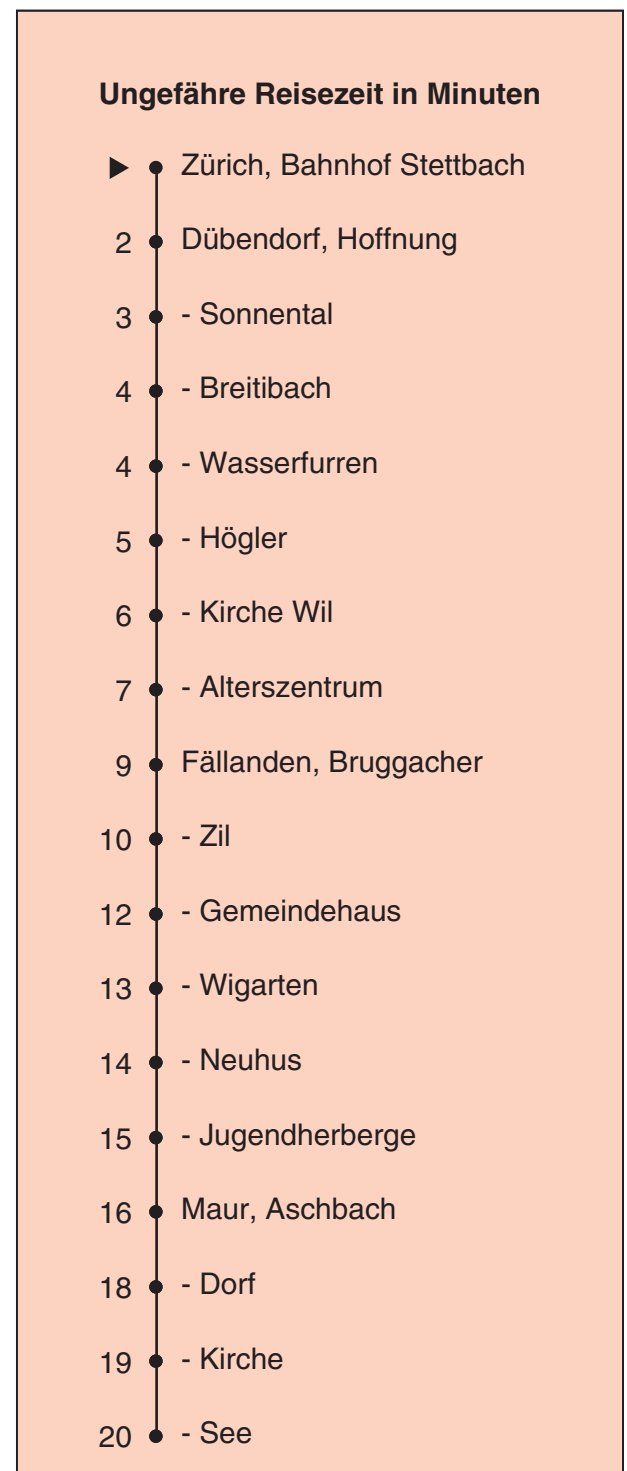 Ungefähre Reisezeit in Minuten
Zürich, Bahnhof Stettbach
2 Dübendorf, Hoffnung
3 - Sonnental
4 - Breitibach
4 - Wasserfurren
5 - Högler
6 - Kirche Wil
7 - Alterszentrum
9 Fällanden, Bruggacher
10 - Zil
12 - Gemeindehaus
13 - Wigarten
14 - Neuhus
15 - Jugendherberge
16 Maur, Aschbach
18 - Dorf
19 - Kirche
20 - See